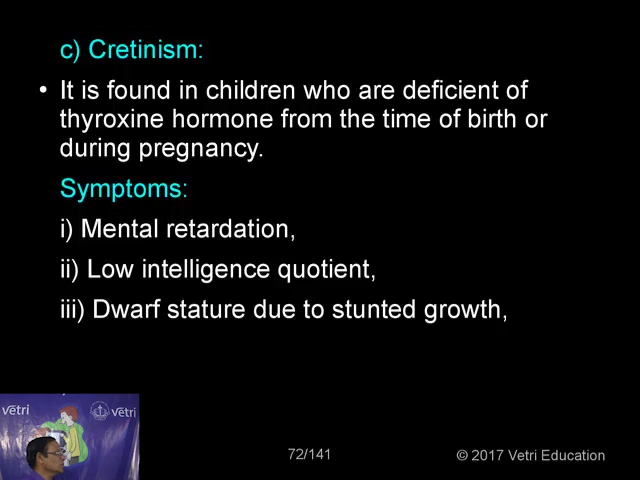 c) Cretinism:
• It is found in children who are deficient of
thyroxine hormone from the time of birth or
during pregnancy.
Symptoms:
i) Mental retardation,
ii) Low intelligence quotient,
iii) Dwarf stature due to stunted growth,
vetri
vetri
72/141
© 2017 Vetri Education